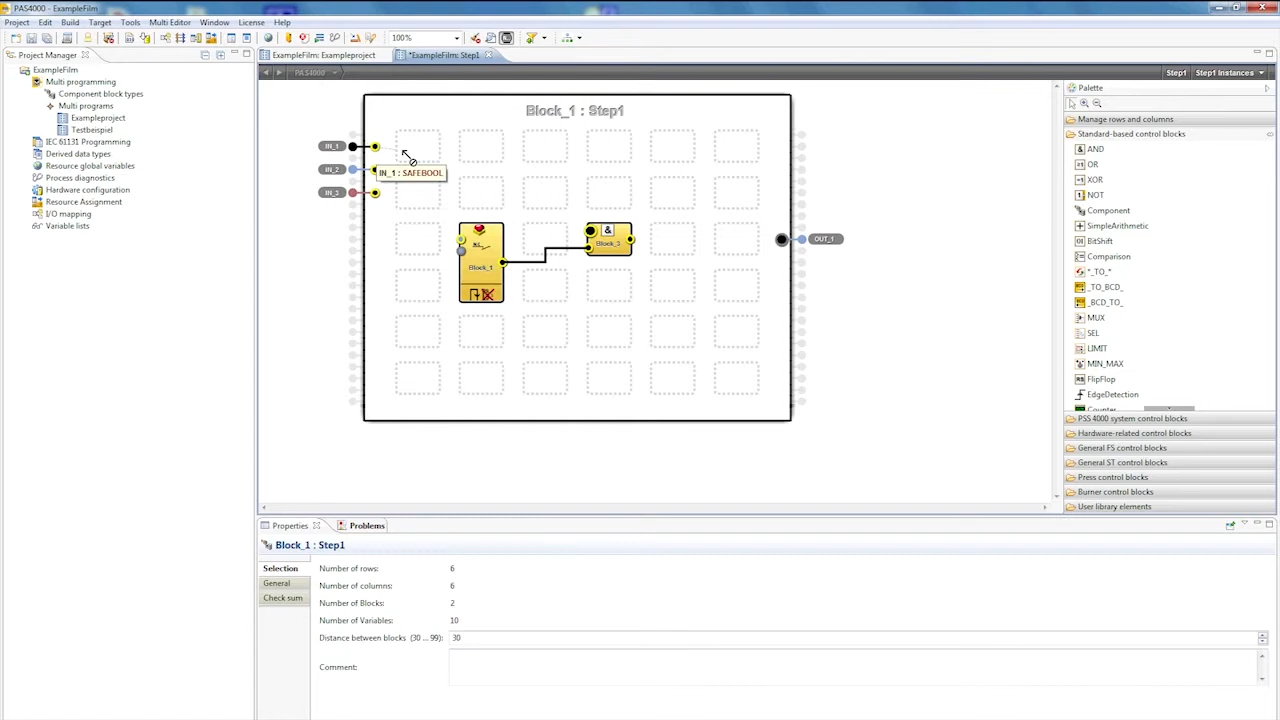 PAS4000 - ExampleFilm
Project Edit Build Target Tools Multi Editor Window License Help
100%
Project Manager
ExampleFilm
Multi programming
Component block types
Multi programs
Exampleproject
Testbeispiel
IEC 61131 Programming
Derived data types
Resource global variables
Process diagnostics
Hardware configuration
Resource Assignment
I/O mapping
Variable lists
ExampleFilm: Exampleproject
*ExampleFilm: Step1
PAS4000
Step1
Step1 Instances
Block_1 : Step1
IN_1
IN_2
IN_3
IN_1 : SAFEBOOL
Block_1
&
Block_3
OUT_1
Palette
Manage rows and columns
Standard-based control blocks
AND
OR
XOR
NOT
Component
SimpleArithmetic
BitShift
Comparison
*_TO_*
_TO_BCD_
_BCD_TO_
MUX
SEL
LIMIT
MIN_MAX
FlipFlop
EdgeDetection
Counter
PSS 4000 system control blocks
Hardware-related control blocks
General FS control blocks
General ST control blocks
Press control blocks
Burner control blocks
User library elements
Properties
Problems
Block_1 : Step1
Selection
General
Check sum
Number of rows: 6
Number of columns: 6
Number of Blocks: 2
Number of Variables: 10
Distance between blocks (30 ... 99): 30
Comment: